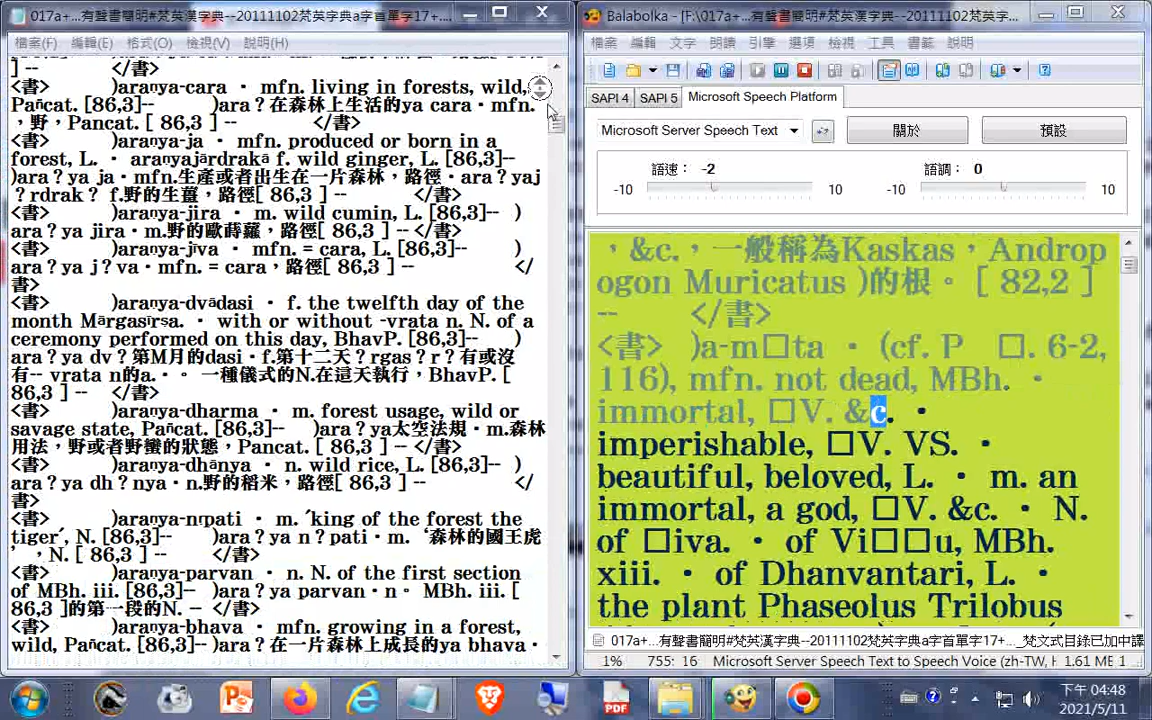 017a+...有聲書簡明#梵英漢字典--20111102梵英字典a字首單字17+...
檔案(F) 編輯(E) 格式(O) 檢視(V) 說明(H)
] -- </書>
<書> )araṇya-cara · mfn. living in forests, wild,
Pañcat. [86,3]-- )ara?在森林上生活的ya cara·mfn.
,野,Pancat. [ 86,3 ] -- </書>
<書> )araṇya-ja · mfn. produced or born in a
forest, L. · araṇyajārdrakā f. wild ginger, L. [86,3]--
)ara?ya ja·mfn.生產或者出生在一片森林,路徑·ara?yaj
?rdrak? f.野的生薑,路徑[ 86,3 ] -- </書>
<書> )araṇya-jira · m. wild cumin, L. [86,3]-- )
ara?ya jira·m.野的歐蒔蘿,路徑[ 86,3 ] -- </書>
<書> )araṇya-jīva · mfn. = cara, L. [86,3]-- )
ara?ya j?va·mfn. = cara,路徑[ 86,3 ] -- </
書>
<書> )araṇya-dvādasi · f. the twelfth day of the
month Mārgasīrṣa. · with or without -vrata n. N. of a
ceremony performed on this day, BhavP. [86,3]-- )
ara?ya dv?第M月的dasi·f.第十二天?rgas?r?有或沒
有-- vrata n的a.·。 一種儀式的N.在這天執行,BhavP. [
86,3 ] -- </書>
<書> )araṇya-dharma · m. forest usage, wild or
savage state, Pañcat. [86,3]-- )ara?ya太空法規·m.森林
用法,野或者野蠻的狀態,Pancat. [ 86,3 ] -- </書>
<書> )araṇya-dhānya · n. wild rice, L. [86,3]-- )
ara?ya dh?nya·n.野的稻米,路徑[ 86,3 ] -- </
書>
<書> )araṇya-nṛpati · m. ´king of the forest the
tiger´, N. [86,3]-- )ara?ya n?pati·m. ‘森林的國王虎
’ ,N. [ 86,3 ] -- </書>
<書> )araṇya-parvan · n. N. of the first section
of MBh. iii. [86,3]-- )ara?ya parvan·n。 MBh. iii. [
86,3 ]的第一段的N. -- </書>
<書> )araṇya-bhava · mfn. growing in a forest,
wild, Pañcat. [86,3]-- )ara?在一片森林上成長的ya bhava·
Balabolka - [F:\017a+...有聲書簡明#梵英漢字典--20111102梵英字...
檔案 編輯 文字 朗讀 引擎 選項 檢視 工具 書籤 說明
SAPI 4 SAPI 5 Microsoft Speech Platform
Microsoft Server Speech Text 關於 預設
語速: -2 語調: 0
-10 10 -10 10
,&c.,一般稱為Kaskas,Androp
ogon Muricatus )的根。[ 82,2 ]
-- </書>
<書> )a-m□ta · (cf. P □. 6-2,
116), mfn. not dead, MBh. ·
immortal, □V. &c. ·
imperishable, □V. VS. ·
beautiful, beloved, L. · m. an
immortal, a god, □V. &c. · N.
of □iva. · of Vi□□u, MBh.
xiii. · of Dhanvantari, L. ·
the plant Phaseolus Trilobus
017a+...有聲書簡明#梵英漢字典--20111102梵英字典a字首單字17+..._梵文式目錄已加中譯
1% 755: 16 Microsoft Server Speech Text to Speech Voice (zh-TW, H 1.61 MB 1
下午 04:48
2021/5/11